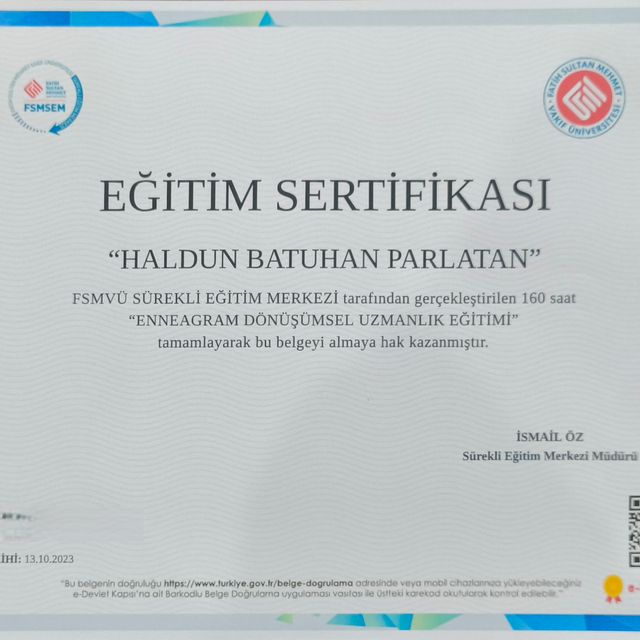 FATİH
SULTAN
MEHMET
FSMSEM
FATİH SULTAN MEHMET
VAKIF ÜNİVERSİTESİ
EĞİTİM SERTİFİKASI
“HALDUN BATUHAN PARLATAN”
FSMVÜ SÜREKLİ EĞİTİM MERKEZİ tarafından gerçekleştirilen 160 saat
“ENNEAGRAM DÖNÜŞÜMSEL UZMANLIK EĞİTİMİ”
tamamlayarak bu belgeyi almaya hak kazanmıştır.
İSMAİL ÖZ
Sürekli Eğitim Merkezi Müdürü
İHİ: 13.10.2023
“Bu belgenin doğruluğu https://www.turkiye.gov.tr/belge-dogrulama adresinde veya mobil cihazlarınıza yükleyebileceğiniz
e-Devlet Kapısı'na ait Barkodlu Belge Doğrulama uygulaması vasıtası ile üstteki karekod okutularak kontrol edilebilir.”
e-